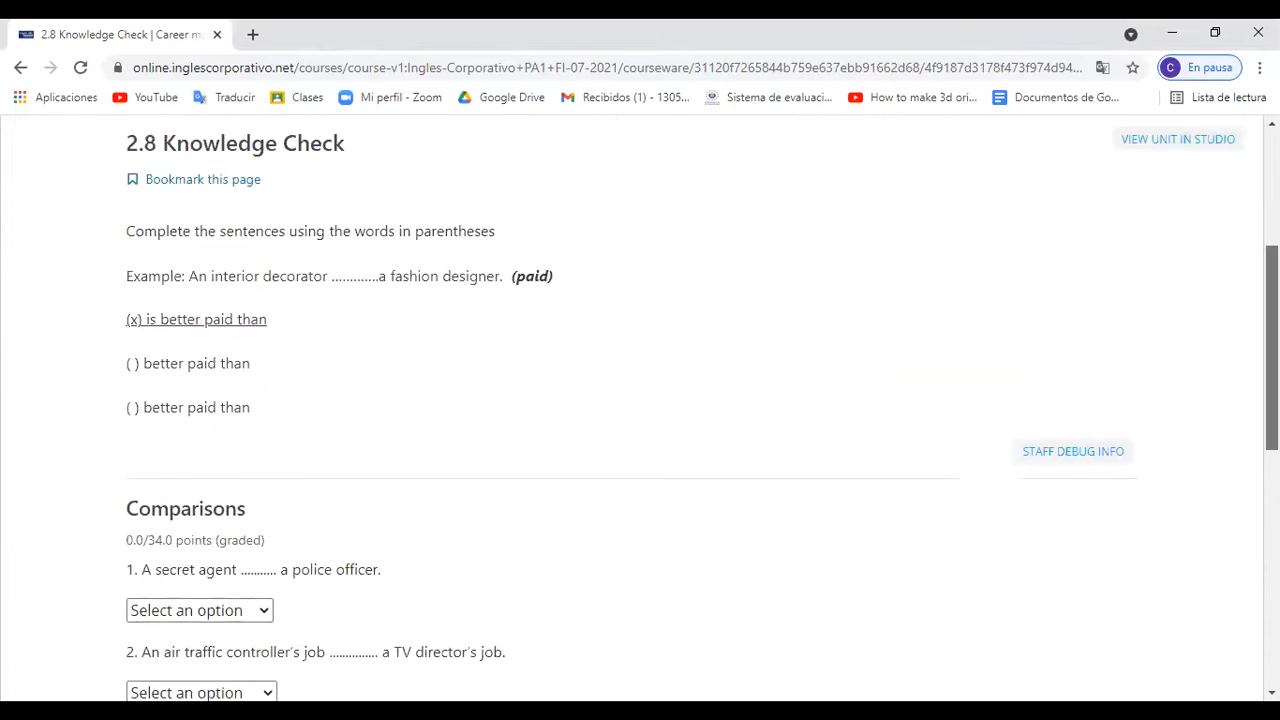 2.8 Knowledge Check | Career m
online.inglescorporativo.net/courses/course-v1:Ingles-Corporativo+PA1+FI-07-2021/courseware/31120f7265844b759e637ebb91662d68/4f9187d3178f473f974d94...
En pausa
Aplicaciones YouTube Traducir Clases Mi perfil - Zoom Google Drive Recibidos (1) - 1305... Sistema de evaluaci... How to make 3d ori... Documentos de Go... Lista de lectura
2.8 Knowledge Check
VIEW UNIT IN STUDIO
Bookmark this page
Complete the sentences using the words in parentheses
Example: An interior decorator ............a fashion designer. (paid)
(x) is better paid than
( ) better paid than
( ) better paid than
STAFF DEBUG INFO
Comparisons
0.0/34.0 points (graded)
1. A secret agent ........... a police officer.
Select an option
2. An air traffic controller's job ............... a TV director's job.
Select an option